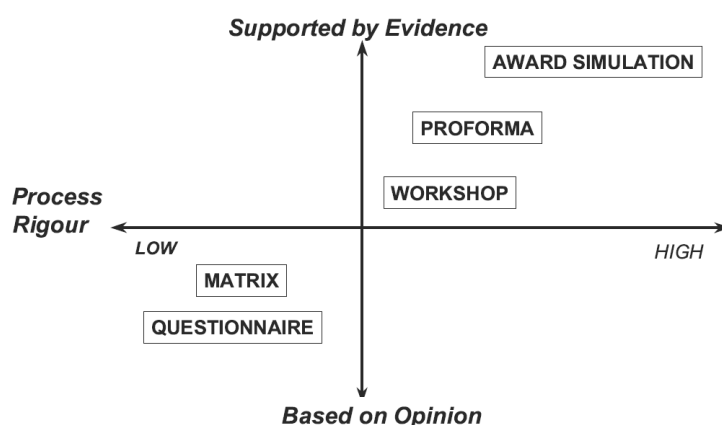 Supported by Evidence
AWARD SIMULATION
PROFORMA
WORKSHOP
Process
Rigour
LOW
HIGH
MATRIX
QUESTIONNAIRE
Based on Opinion